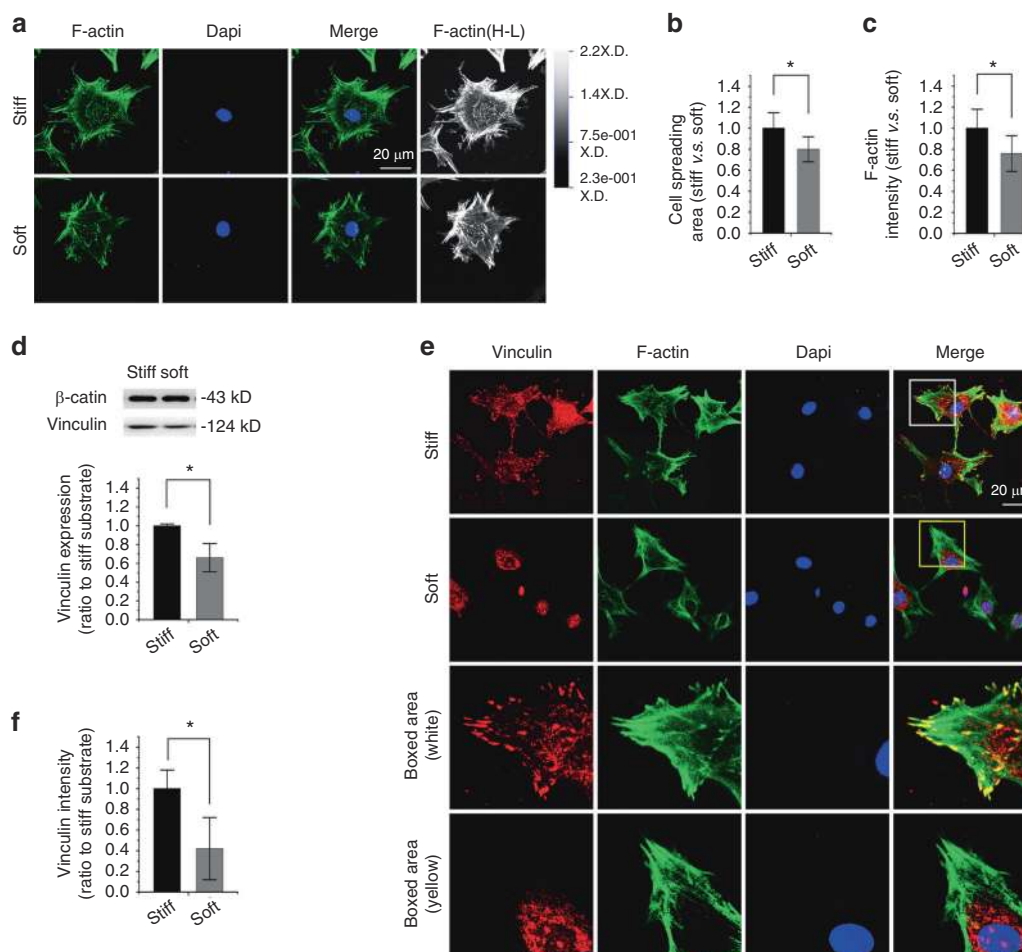 a
F-actin Dapi Merge F-actin(H-L)
Stiff
20 μm
Soft
2.2X.D.
1.4X.D.
7.5e-001
X.D.
2.3e-001
X.D.
b
*
Cell spreading
area (stiff v.s. soft)
1.4
1.2
1.0
0.8
0.6
0.4
0.2
0.0
Stiff Soft
c
*
F-actin
intensity (stiff v.s. soft)
1.4
1.2
1.0
0.8
0.6
0.4
0.2
0.0
Stiff Soft
d
Stiff soft
β-catin -43 kD
Vinculin -124 kD
*
Vinculin expression
(ratio to stiff substrate)
1.4
1.2
1.0
0.8
0.6
0.4
0.2
0.0
Stiff Soft
e
Vinculin F-actin Dapi Merge
Stiff
20 μm
Soft
Boxed area
(white)
Boxed area
(yellow)
f
*
Vinculin intensity
(ratio to stiff substrate)
1.4
1.2
1.0
0.8
0.6
0.4
0.2
0.0
Stiff Soft